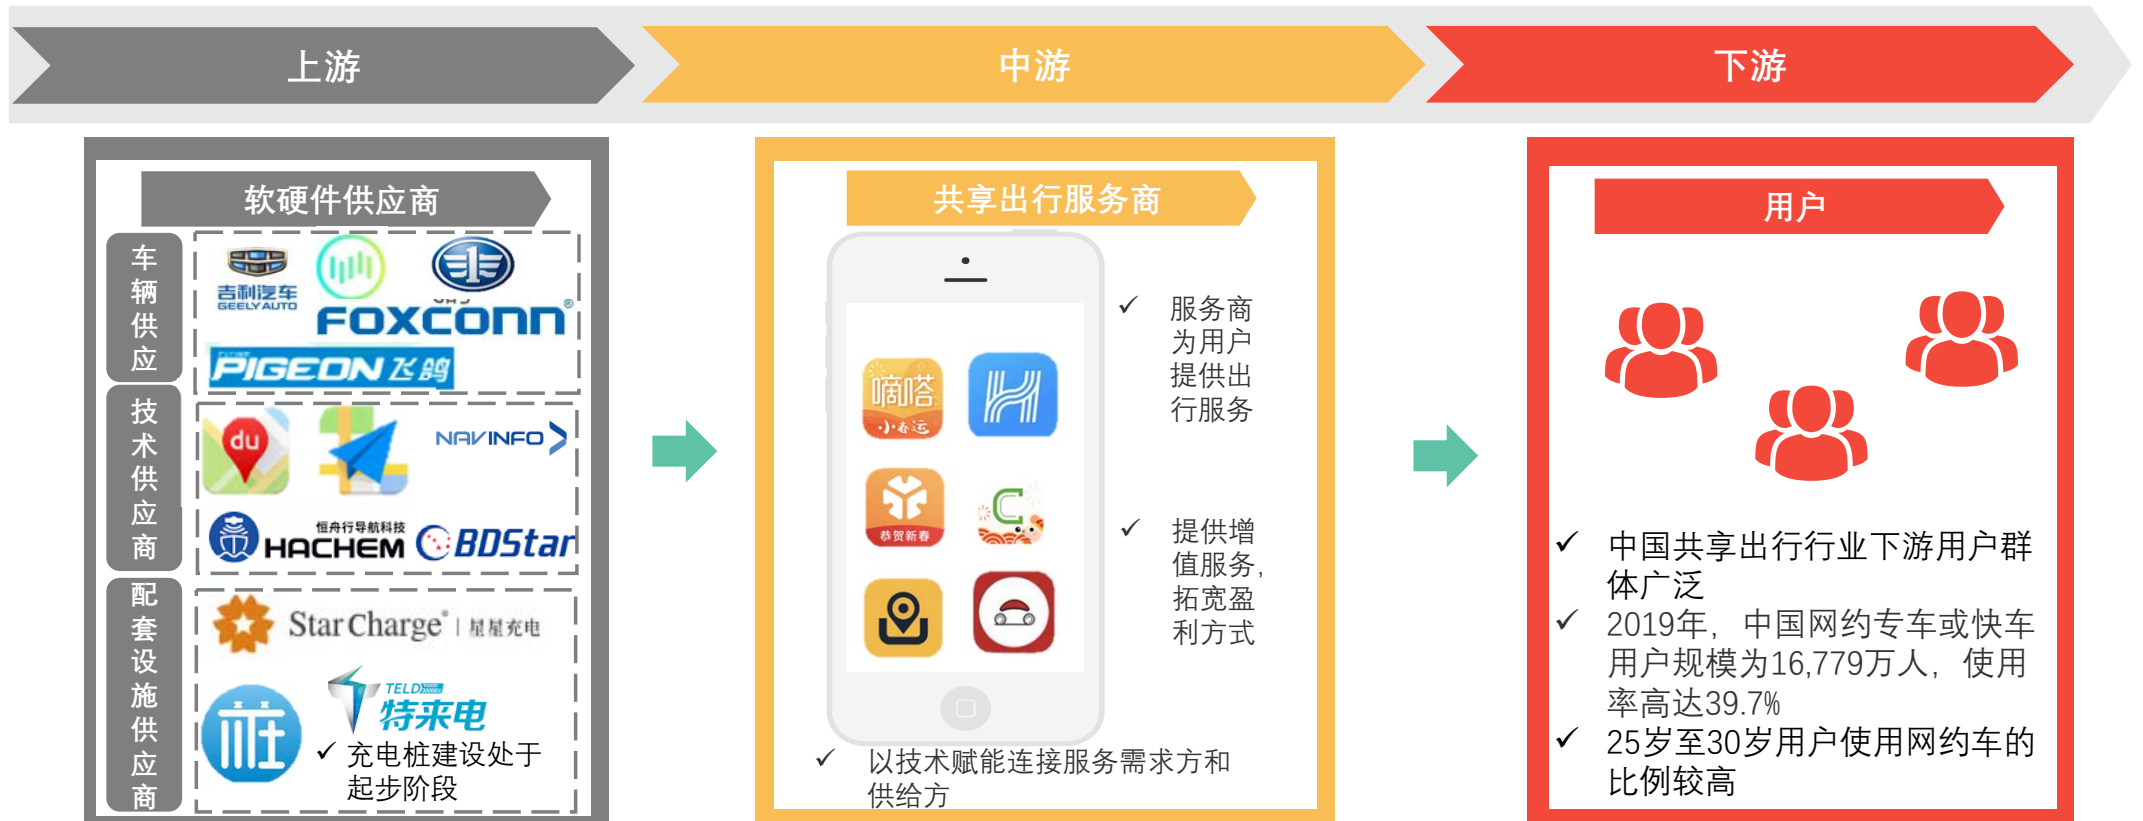 上游
中游
下游
软硬件供应商
车辆供应
吉利汽车
GEELY AUTO
FOXCONN®
PIGEON 飞鸽
技术供应商
du
NAVINFO
恒舟行导航科技
HACHEM
BDStar
配套设施供应商
StarCharge® | 星星充电
TELD
特来电
✓ 充电桩建设处于
起步阶段
共享出行服务商
嘀嗒
小春运
恭贺新春
✓ 服务商
为用户
提供出
行服务
✓ 提供增
值服务,
拓宽盈
利方式
✓ 以技术赋能连接服务需求方和
供给方
用户
✓ 中国共享出行行业下游用户群
体广泛
✓ 2019年，中国网约专车或快车
用户规模为16,779万人，使用
率高达39.7%
✓ 25岁至30岁用户使用网约车的
比例较高